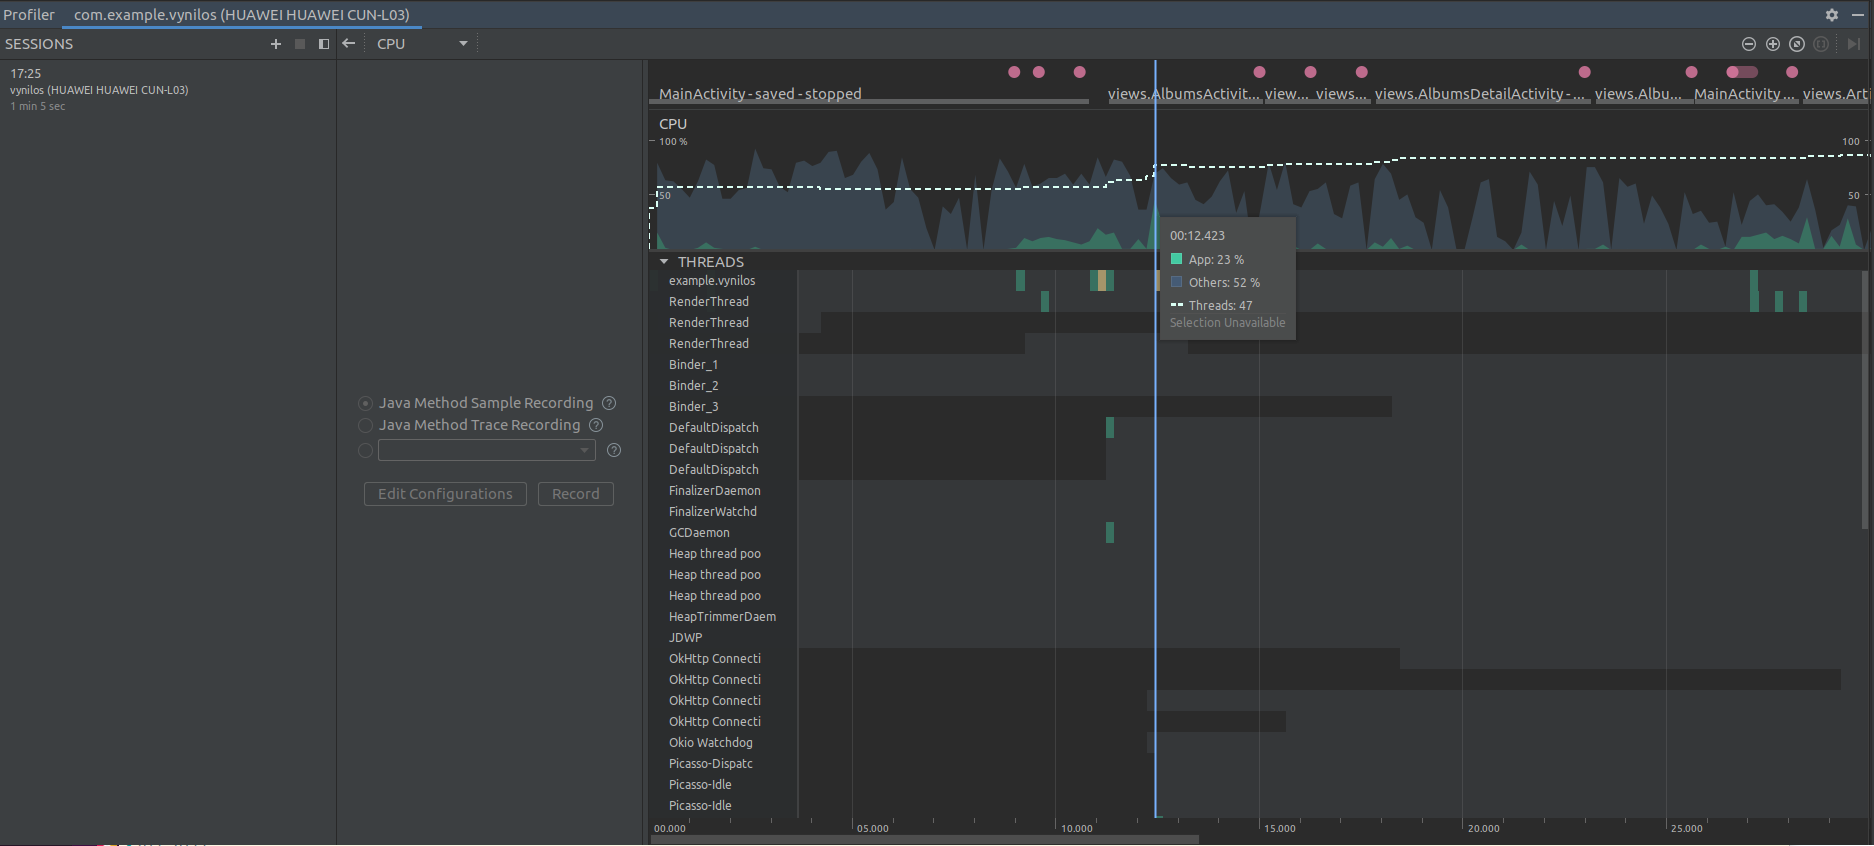 Profiler com.example.vynilos (HUAWEI HUAWEI CUN-L03)
SESSIONS
CPU
17:25
vynilos (HUAWEI HUAWEI CUN-L03)
1 min 5 sec
Java Method Sample Recording
Java Method Trace Recording
Edit Configurations Record
MainActivity - saved - stopped views.AlbumsActivit... view... views... views.AlbumsDetailActivity - ... views.Albu... MainActivity ... views.Arti
CPU
100 % 100
50 50
00:12.423
App: 23 %
Others: 52 %
Threads: 47
Selection Unavailable
THREADS
example.vynilos
RenderThread
RenderThread
RenderThread
Binder_1
Binder_2
Binder_3
DefaultDispatch
DefaultDispatch
DefaultDispatch
FinalizerDaemon
FinalizerWatchd
GCDaemon
Heap thread poo
Heap thread poo
Heap thread poo
HeapTrimmerDaem
JDWP
OkHttp Connecti
OkHttp Connecti
OkHttp Connecti
OkHttp Connecti
Okio Watchdog
Picasso-Dispatc
Picasso-Idle
Picasso-Idle
00.000 05.000 10.000 15.000 20.000 25.000